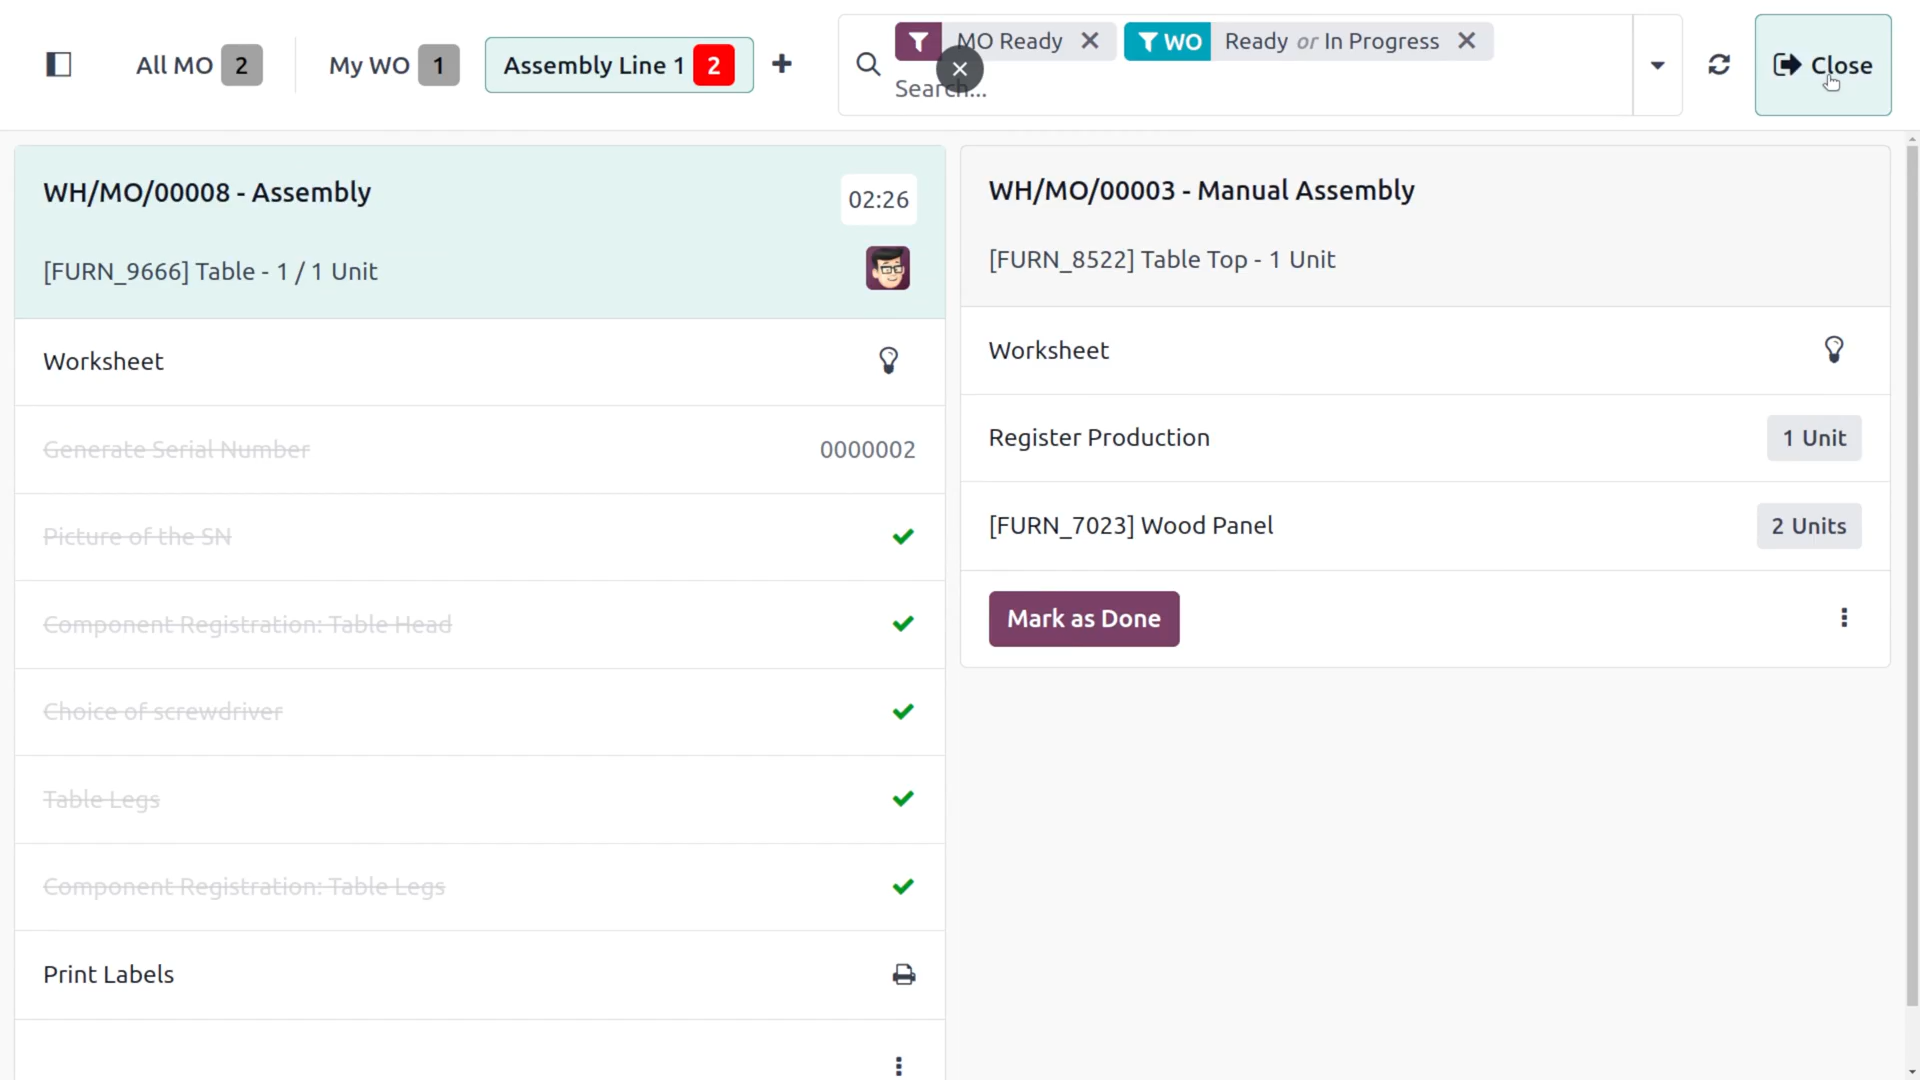 All MO 2
My WO 1
Assembly Line 1 2
MO Ready
WO Ready or In Progress
Search...
Close
WH/MO/00008 - Assembly
02:26
[FURN_9666] Table - 1 / 1 Unit
Worksheet
Generate Serial Number 0000002
Picture of the SN
Component Registration: Table Head
Choice of screwdriver
Table Legs
Component Registration: Table Legs
Print Labels
WH/MO/00003 - Manual Assembly
[FURN_8522] Table Top - 1 Unit
Worksheet
Register Production 1 Unit
[FURN_7023] Wood Panel 2 Units
Mark as Done